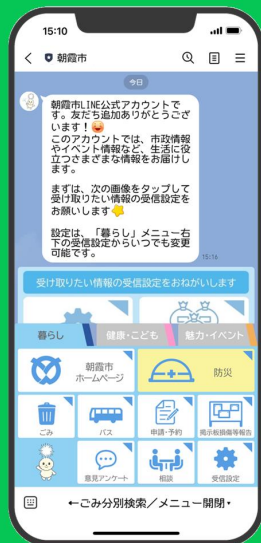 15:10
朝霞市
今日
朝霞市LINE公式アカウントで
す。友だち追加ありがとうござ
います！
このアカウントでは、市政情報
やイベント情報など、生活に役
立つさまざまな情報をお届けし
ます。
まずは、次の画像をタップして
受け取りたい情報の受信設定を
お願いします
設定は、「暮らし」メニュー右
下の受信設定からいつでも変更
可能です。
15:16
受け取りたい情報の受信設定をおねがいします
暮らし 健康・こども 魅力・イベント
朝霞市
ホームページ
防災
ごみ バス 申請・予約 掲示板損傷等報告
意見アンケート 相談 受信設定
←ごみ分別検索／メニュー開閉▾